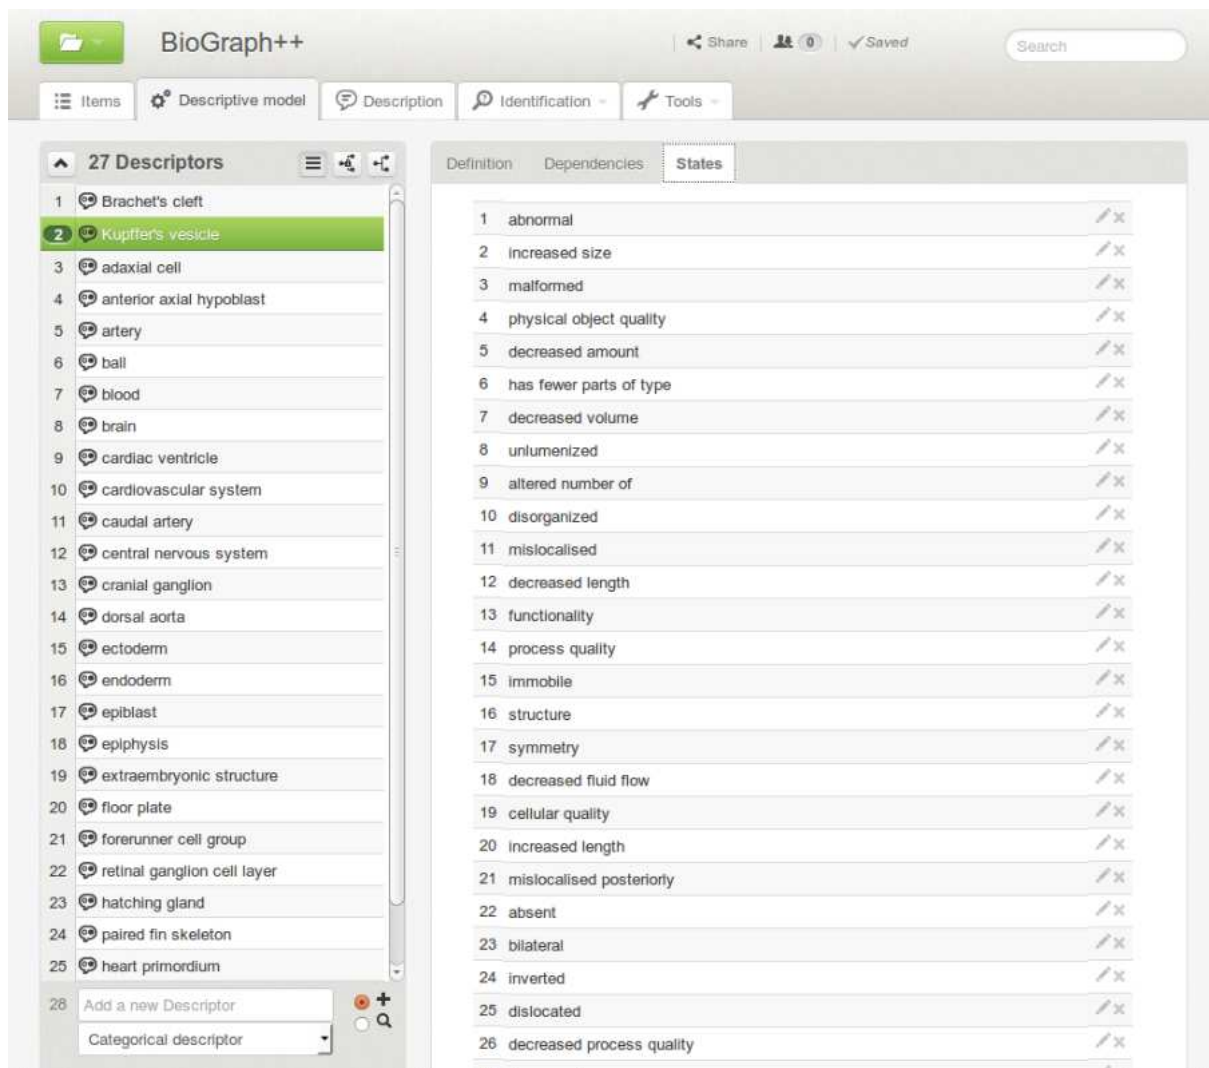 BioGraph++
Share 0 Saved
Search
Items Descriptive model Description Identification Tools
27 Descriptors
1 Brachet's cleft
2 Kupffer's vesicle
3 adaxial cell
4 anterior axial hypoblast
5 artery
6 ball
7 blood
8 brain
9 cardiac ventricle
10 cardiovascular system
11 caudal artery
12 central nervous system
13 cranial ganglion
14 dorsal aorta
15 ectoderm
16 endoderm
17 epiblast
18 epiphysis
19 extraembryonic structure
20 floor plate
21 forerunner cell group
22 retinal ganglion cell layer
23 hatching gland
24 paired fin skeleton
25 heart primordium
28 Add a new Descriptor
Categorical descriptor
Definition Dependencies States
1 abnormal
2 increased size
3 malformed
4 physical object quality
5 decreased amount
6 has fewer parts of type
7 decreased volume
8 unlumenized
9 altered number of
10 disorganized
11 mislocalised
12 decreased length
13 functionality
14 process quality
15 immobile
16 structure
17 symmetry
18 decreased fluid flow
19 cellular quality
20 increased length
21 mislocalised posteriorly
22 absent
23 bilateral
24 inverted
25 dislocated
26 decreased process quality